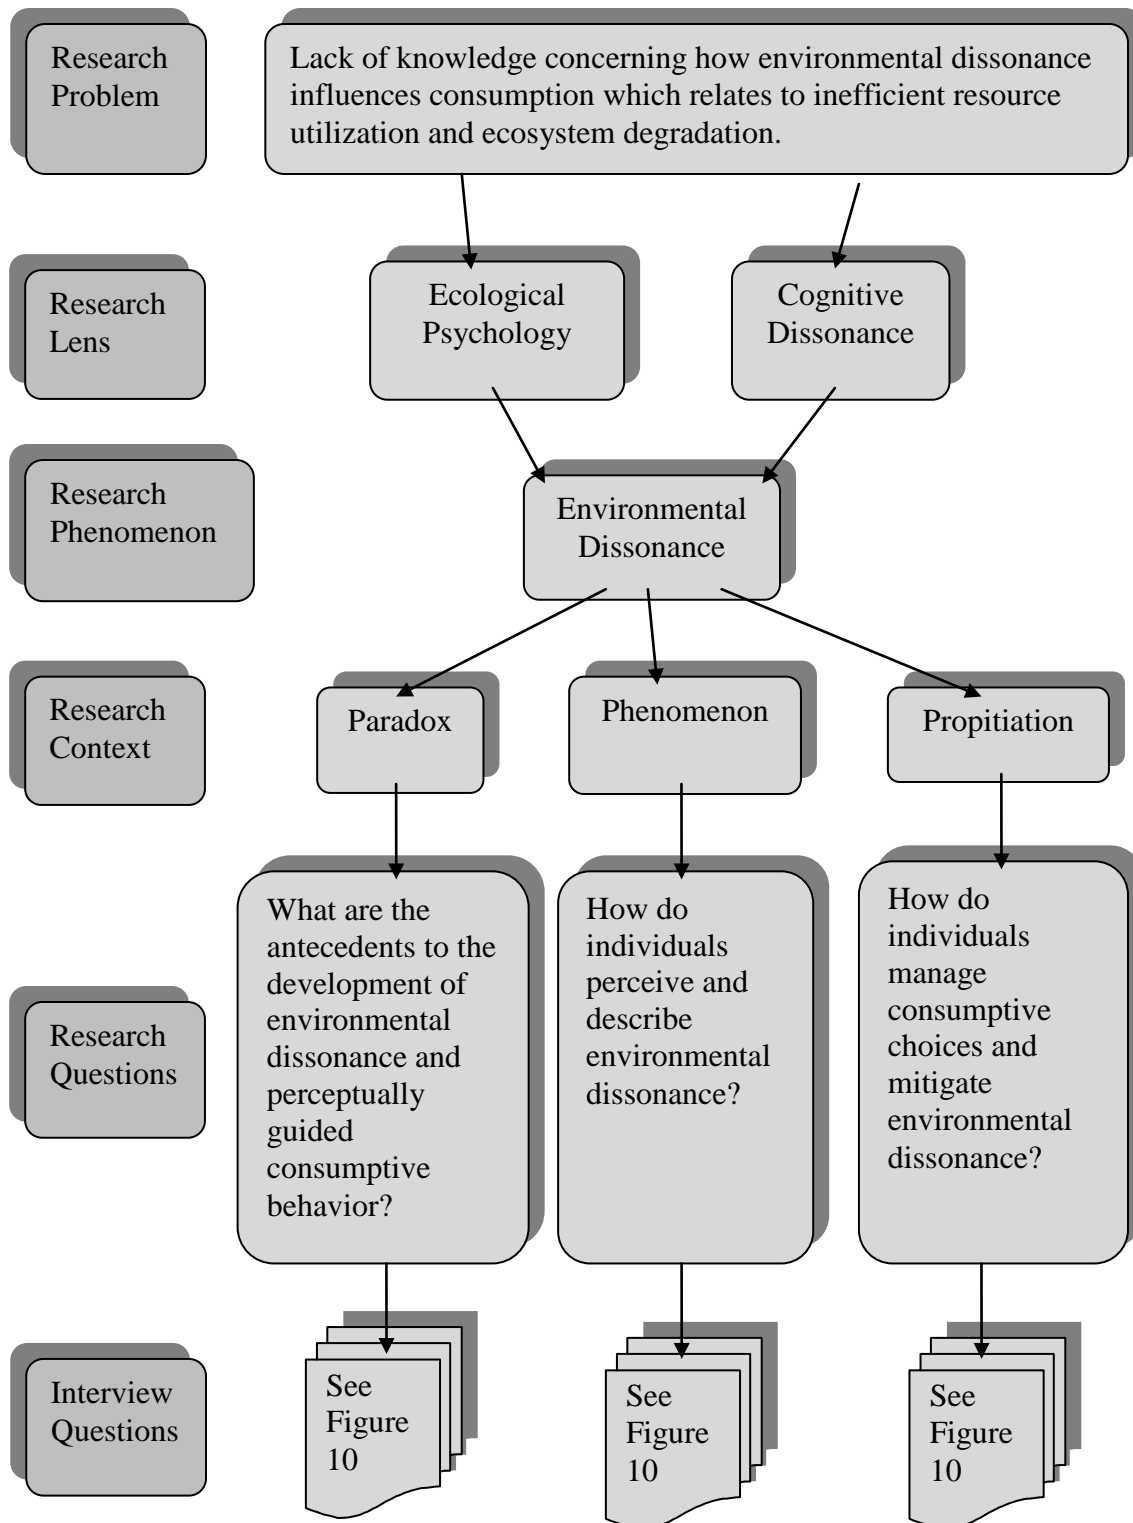 Research
Problem
Lack of knowledge concerning how environmental dissonance
influences consumption which relates to inefficient resource
utilization and ecosystem degradation.
Research
Lens
Ecological
Psychology
Cognitive
Dissonance
Research
Phenomenon
Environmental
Dissonance
Research
Context
Paradox
Phenomenon
Propitiation
Research
Questions
What are the
antecedents to the
development of
environmental
dissonance and
perceptually
guided
consumptive
behavior?
How do
individuals
perceive and
describe
environmental
dissonance?
How do
individuals
manage
consumptive
choices and
mitigate
environmental
dissonance?
Interview
Questions
See
Figure
10
See
Figure
10
See
Figure
10